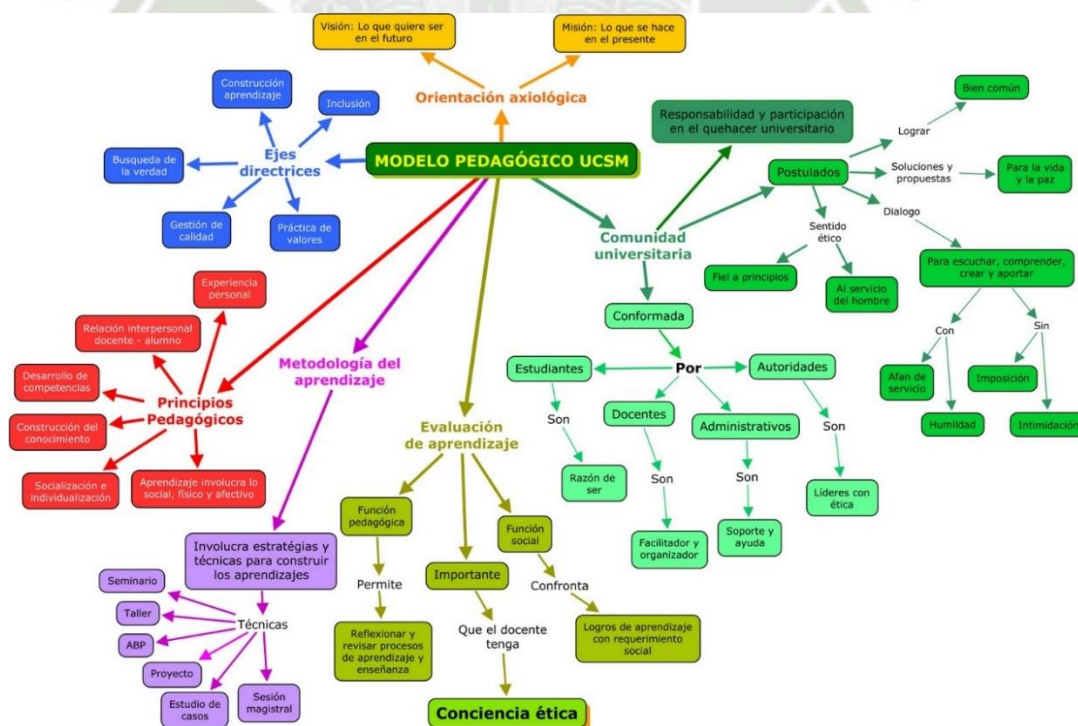 Visión: Lo que quiere ser
en el futuro
Misión: Lo que se hace
en el presente
Orientación axiológica
MODELO PEDAGÓGICO UCSM
Construcción
aprendizaje
Inclusión
Busqueda de
la verdad
Ejes
directrices
Gestión de
calidad
Práctica de
valores
Responsabilidad y participación
en el quehacer universitario
Bien común
Lograr
Postulados
Soluciones y
propuestas
Para la vida
y la paz
Dialogo
Sentido
ético
Comunidad
universitaria
Fiel a principios
Al servicio
del hombre
Para escuchar, comprender,
crear y aportar
Con
Sin
Afan de
servicio
Imposición
Humildad
Intimidación
Conformada
Por
Estudiantes
Autoridades
Docentes
Administrativos
Son
Son
Son
Son
Razón de
ser
Facilitador y
organizador
Soporte y
ayuda
Líderes con
ética
Experiencia
personal
Relación interpersonal
docente - alumno
Desarrollo de
competencias
Principios
Pedagógicos
Construcción del
conocimiento
Socialización e
individualización
Aprendizaje involucra lo
social, físico y afectivo
Metodología del
aprendizaje
Involucra estratégias y
técnicas para construir
los aprendizajes
Técnicas
Seminario
Taller
ABP
Proyecto
Estudio de
casos
Sesión
magistral
Evaluación
de aprendizaje
Función
pedagógica
Permite
Reflexionar y
revisar procesos
de aprendizaje y
enseñanza
Importante
Que el docente
tenga
Conciencia ética
Función
social
Confronta
Logros de aprendizaje
con requerimiento
social